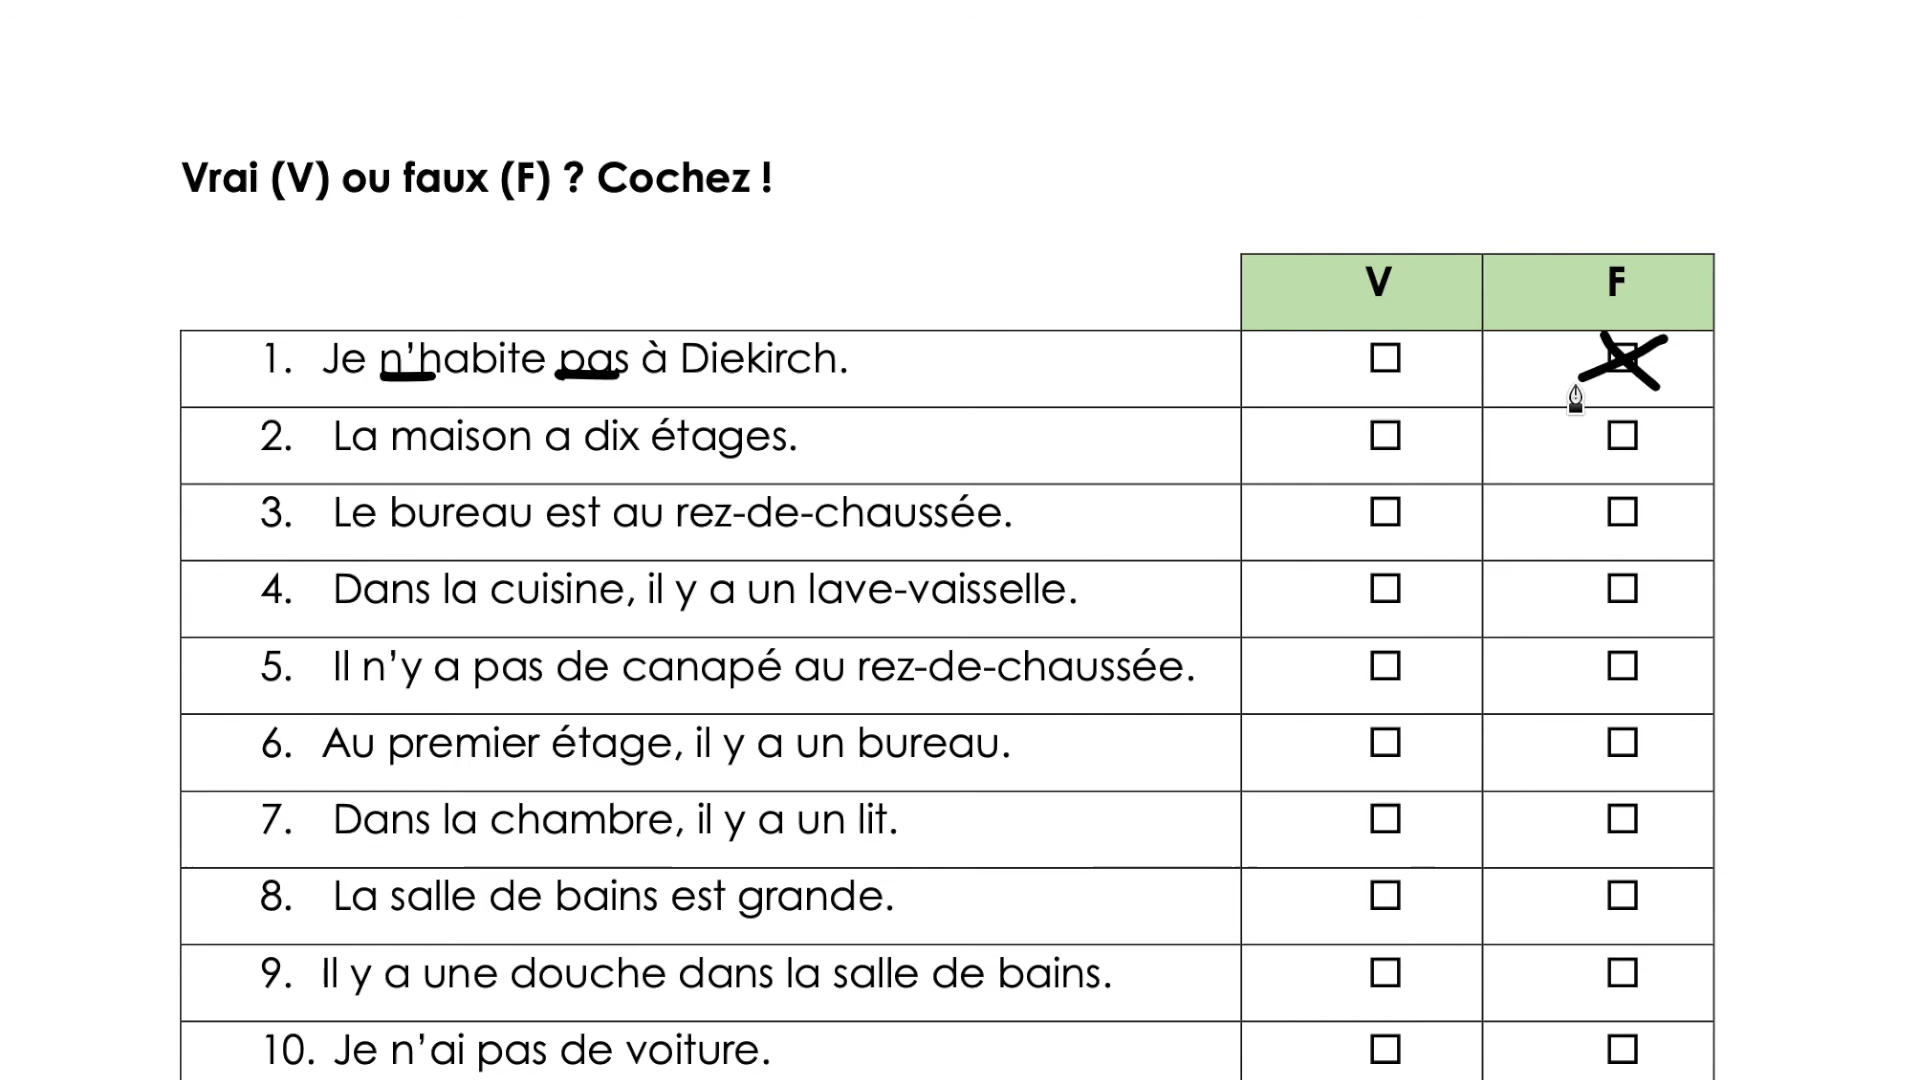 Vrai (V) ou faux (F) ? Cochez !
V F
1. Je n’habite pas à Diekirch.
2. La maison a dix étages.
3. Le bureau est au rez-de-chaussée.
4. Dans la cuisine, il y a un lave-vaisselle.
5. Il n’y a pas de canapé au rez-de-chaussée.
6. Au premier étage, il y a un bureau.
7. Dans la chambre, il y a un lit.
8. La salle de bains est grande.
9. Il y a une douche dans la salle de bains.
10. Je n’ai pas de voiture.